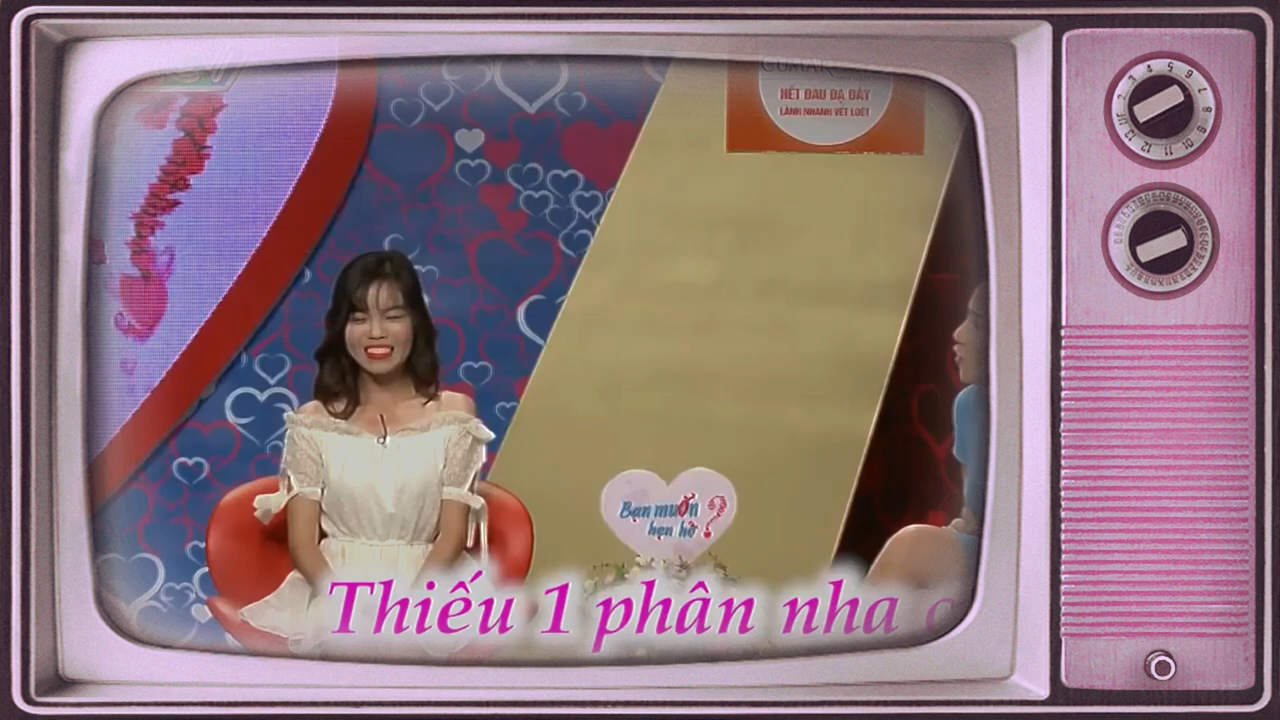 HẾT ĐAU DẠ DÀY
LÀNH NHANH VẾT LOÉT
Bạn muốn
hẹn hò ?
Thiếu 1 phân nha c